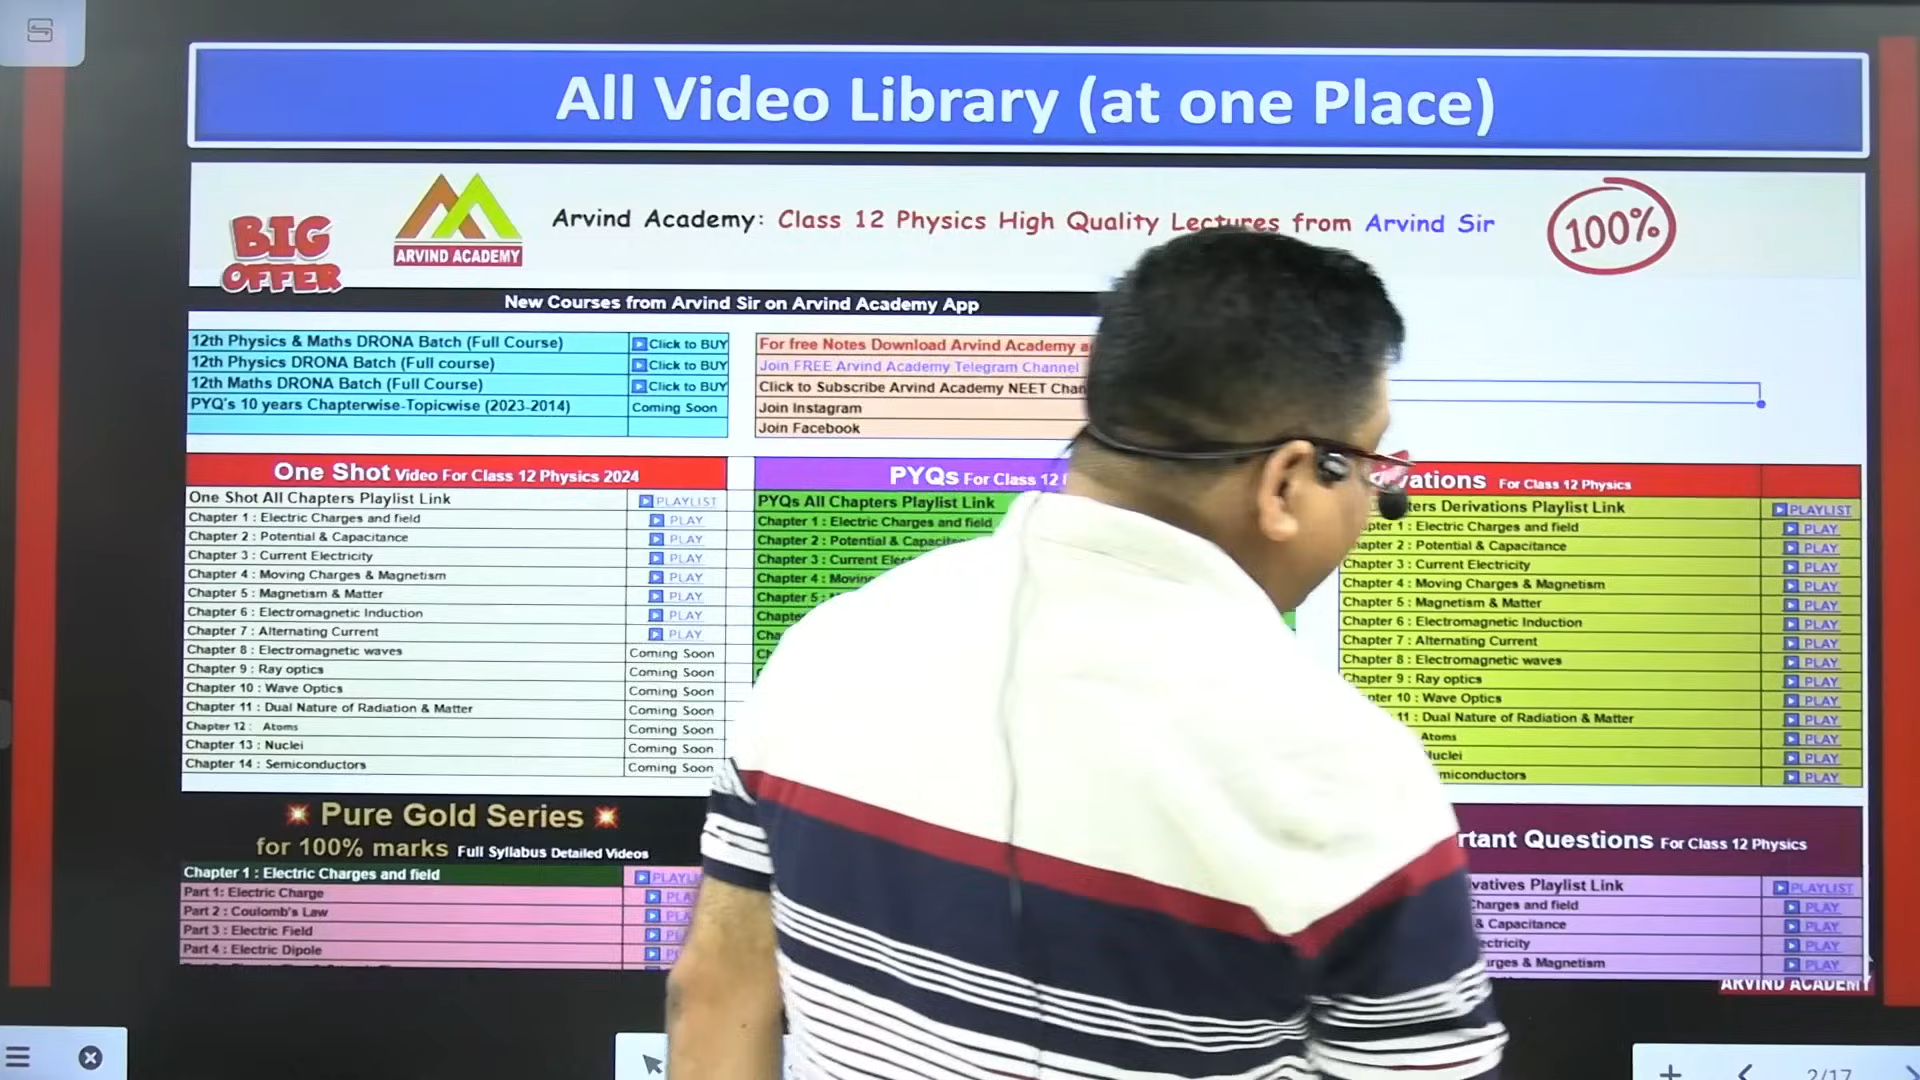 All Video Library (at one Place)
BIG
OFFER
ARVIND ACADEMY
Arvind Academy: Class 12 Physics High Quality Lectures from Arvind Sir
100%
New Courses from Arvind Sir on Arvind Academy App
12th Physics & Maths DRONA Batch (Full Course) Click to BUY
12th Physics DRONA Batch (Full course) Click to BUY
12th Maths DRONA Batch (Full Course) Click to BUY
PYQ's 10 years Chapterwise-Topicwise (2023-2014) Coming Soon
For free Notes Download Arvind Academy
Join FREE Arvind Academy Telegram Channel
Click to Subscribe Arvind Academy NEET
Join Instagram
Join Facebook
One Shot Video For Class 12 Physics 2024
One Shot All Chapters Playlist Link PLAYLIST
Chapter 1 : Electric Charges and field PLAY
Chapter 2 : Potential & Capacitance PLAY
Chapter 3 : Current Electricity PLAY
Chapter 4 : Moving Charges & Magnetism PLAY
Chapter 5 : Magnetism & Matter PLAY
Chapter 6 : Electromagnetic Induction PLAY
Chapter 7 : Alternating Current PLAY
Chapter 8 : Electromagnetic waves Coming Soon
Chapter 9 : Ray optics Coming Soon
Chapter 10 : Wave Optics Coming Soon
Chapter 11 : Dual Nature of Radiation & Matter Coming Soon
Chapter 12 : Atoms Coming Soon
Chapter 13 : Nuclei Coming Soon
Chapter 14 : Semiconductors Coming Soon
PYQs For Class 12
PYQs All Chapters Playlist Link
Chapter 1 : Electric Charges and field
Chapter 2 : Potential &
Chapter 3 : Current
Chapter 4 :
Chapter 5 :
For Class 12 Physics
Derivations Playlist Link PLAYLIST
1 : Electric Charges and field PLAY
2 : Potential & Capacitance PLAY
Chapter 3 : Current Electricity PLAY
Chapter 4 : Moving Charges & Magnetism PLAY
Chapter 5 : Magnetism & Matter PLAY
Chapter 6 : Electromagnetic Induction PLAY
Chapter 7 : Alternating Current PLAY
Chapter 8 : Electromagnetic waves PLAY
Chapter 9 : Ray optics PLAY
10 : Wave Optics PLAY
11 : Dual Nature of Radiation & Matter PLAY
Atoms PLAY
PLAY
PLAY
Pure Gold Series
for 100% marks Full Syllabus Detailed Videos
Chapter 1 : Electric Charges and field
Part 1: Electric Charge
Part 2 : Coulomb's Law
Part 3 : Electric Field
Part 4 : Electric Dipole
Questions For Class 12 Physics
Playlist Link PLAYLIST
and field PLAY
& Capacitance PLAY
PLAY
& Magnetism PLAY
ARVIND ACADEMY
2/17